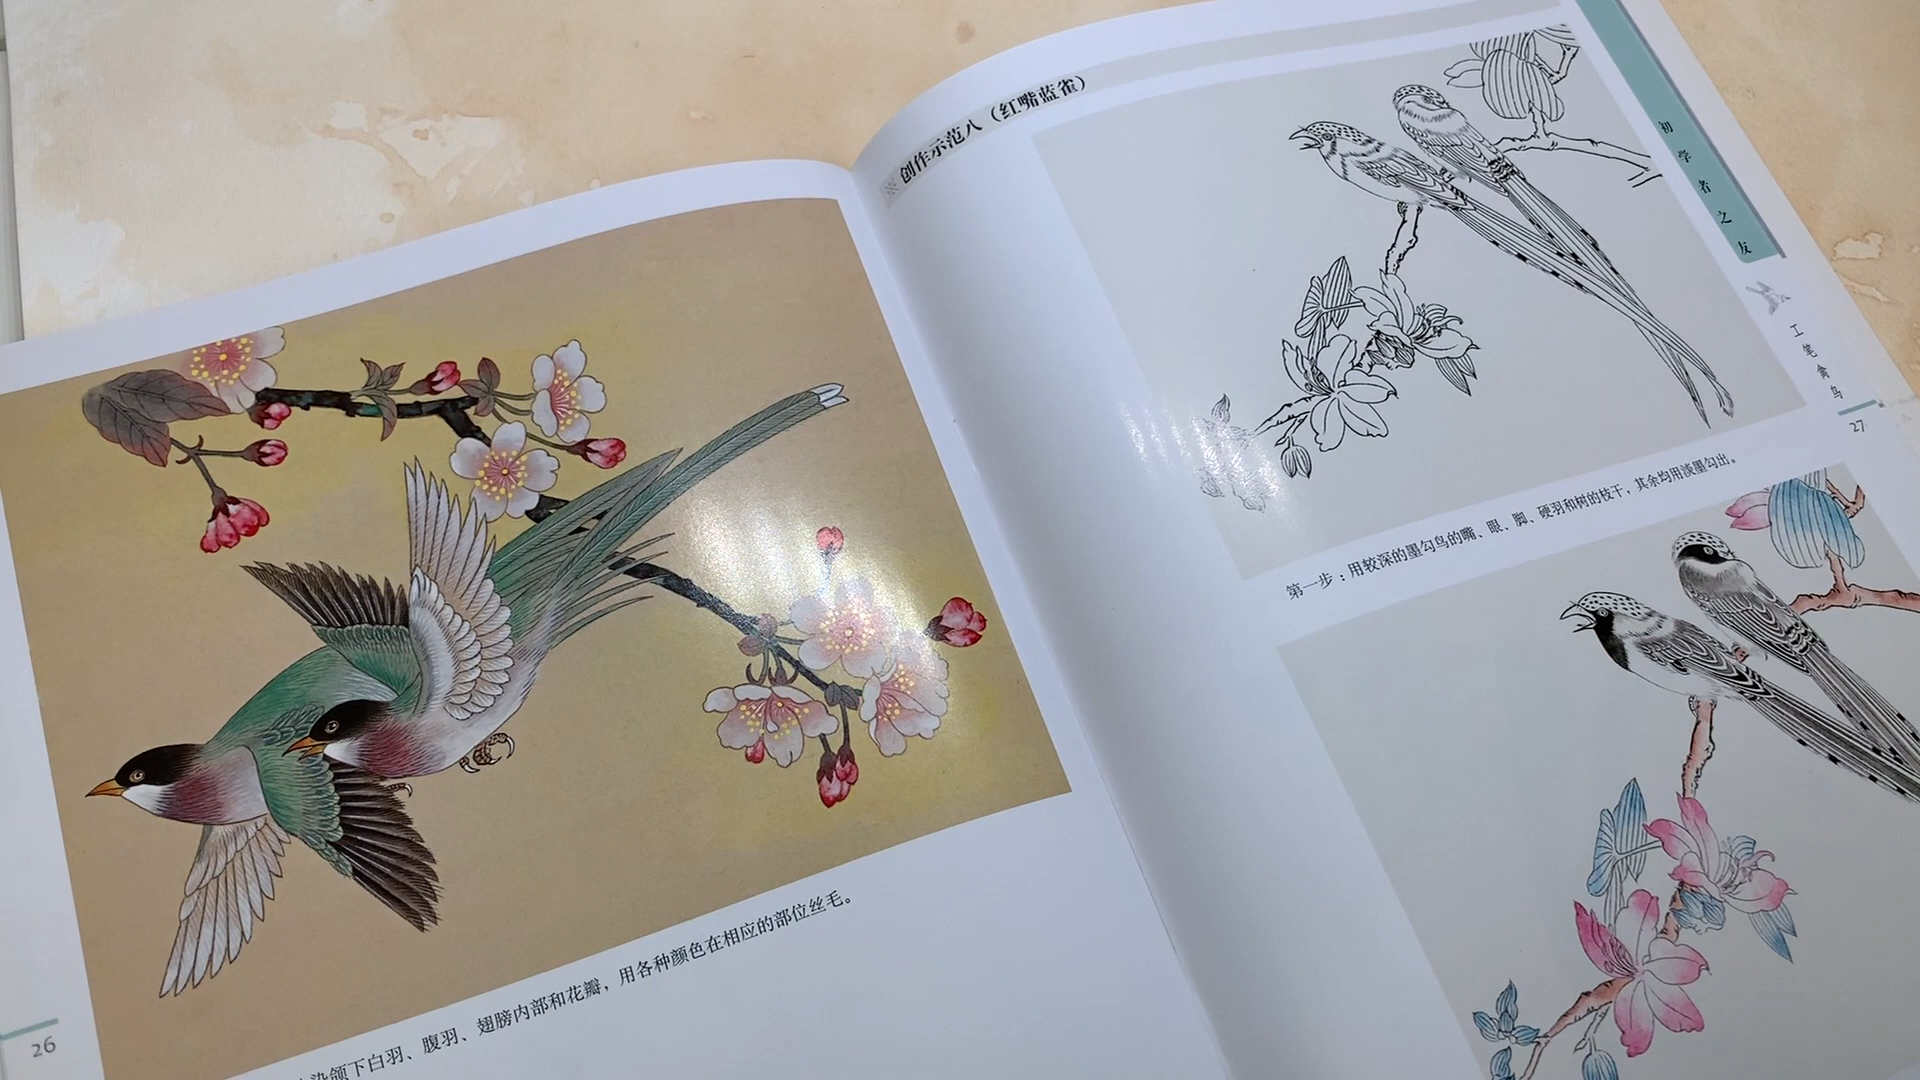 染颌下白羽、腹羽、翅膀内部和花瓣，用各种颜色在相应的部位丝毛。
26
创作示范八（红嘴蓝雀）
第一步：用较深的墨勾鸟的嘴、眼、脚、硬羽和树的枝干，其余均用淡墨勾出。
初学者之友
工笔禽鸟
27